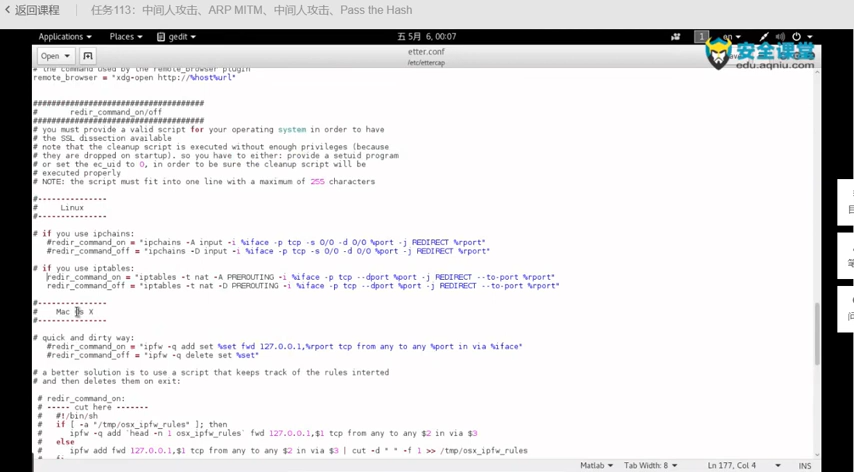 返回课程
任务113：中间人攻击、ARP MITM、中间人攻击、Pass the Hash
Applications
Places
gedit
五 5月 6, 00:07
1
en
安全课堂
edu.aqniu.com
Open
etter.conf
/etc/ettercap
# the command used by the remote_browser plugin
remote_browser = "xdg-open http://%host%url"
#####################################
#       redir_command_on/off
#####################################
# you must provide a valid script for your operating system in order to have
# the SSL dissection available
# note that the cleanup script is executed without enough privileges (because
# they are dropped on startup). so you have to either: provide a setuid program
# or set the ec_uid to 0, in order to be sure the cleanup script will be
# executed properly
# NOTE: the script must fit into one line with a maximum of 255 characters
#---------------
#     Linux
#---------------
# if you use ipchains:
#redir_command_on = "ipchains -A input -i %iface -p tcp -s 0/0 -d 0/0 %port -j REDIRECT %rport"
#redir_command_off = "ipchains -D input -i %iface -p tcp -s 0/0 -d 0/0 %port -j REDIRECT %rport"
# if you use iptables:
redir_command_on = "iptables -t nat -A PREROUTING -i %iface -p tcp --dport %port -j REDIRECT --to-port %rport"
redir_command_off = "iptables -t nat -D PREROUTING -i %iface -p tcp --dport %port -j REDIRECT --to-port %rport"
#---------------
#    Mac Os X
#---------------
# quick and dirty way:
#redir_command_on = "ipfw -q add set %set fwd 127.0.0.1,%rport tcp from any to any %port in via %iface"
#redir_command_off = "ipfw -q delete set %set"
# a better solution is to use a script that keeps track of the rules interted
# and then deletes them on exit:
# redir_command_on:
# ----- cut here -------
#   #!/bin/sh
#   if [ -a "/tmp/osx_ipfw_rules" ]; then
#      ipfw -q add `head -n 1 osx_ipfw_rules` fwd 127.0.0.1,$1 tcp from any to any $2 in via $3
#   else
#      ipfw add fwd 127.0.0.1,$1 tcp from any to any $2 in via $3 | cut -d " " -f 1 >> /tmp/osx_ipfw_rules
#   fi
Matlab
Tab Width: 8
Ln 177, Col 4
INS